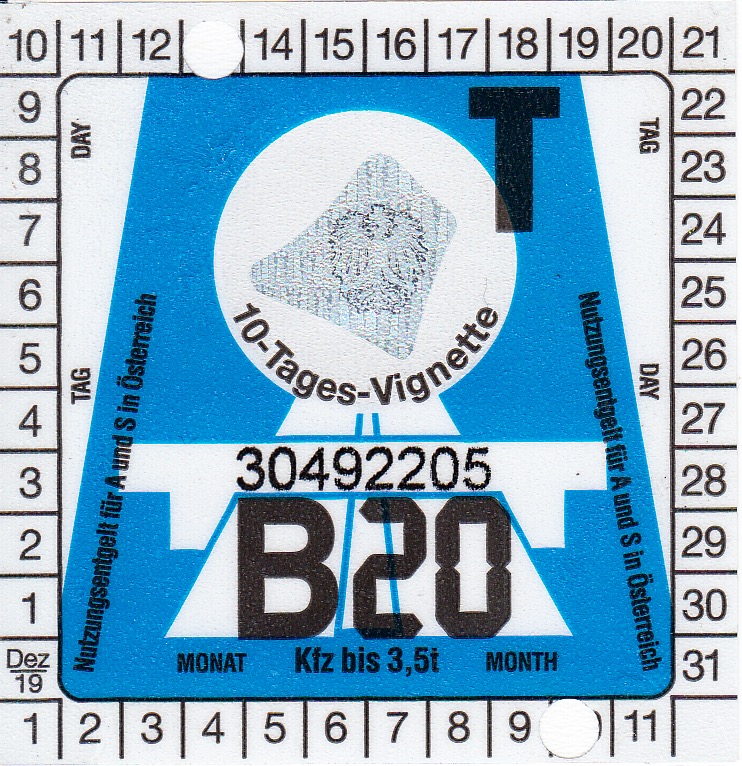 10 11 12 14 15 16 17 18 19 20 21
9 22
8 23
7 24
6 25
5 26
4 27
3 28
2 29
1 30
Dez
19
31
1 2 3 4 5 6 7 8 9 11
DAY
TAG
T
TAG
DAY
10-Tages-Vignette
Nutzungsentgelt für A und S in Österreich
Nutzungsentgelt für A und S in Österreich
30492205
B20
MONAT Kfz bis 3,5t MONTH